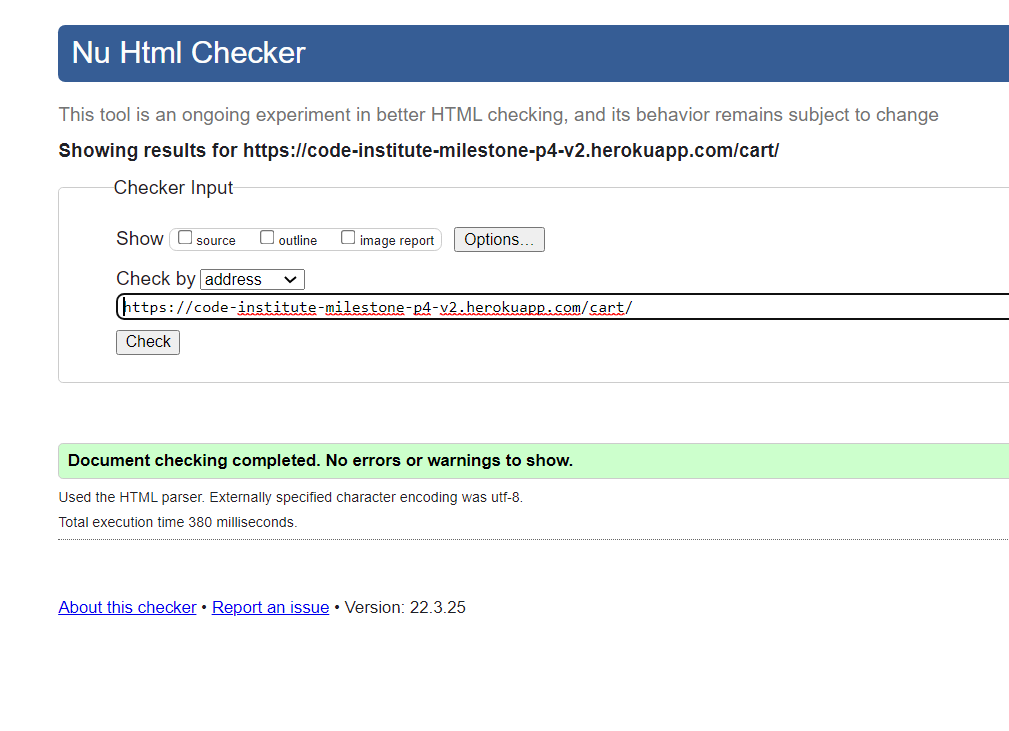 Nu Html Checker
This tool is an ongoing experiment in better HTML checking, and its behavior remains subject to change
Showing results for https://code-institute-milestone-p4-v2.herokuapp.com/cart/
Checker Input
Show source outline image report Options...
Check by address
https://code-institute-milestone-p4-v2.herokuapp.com/cart/
Check
Document checking completed. No errors or warnings to show.
Used the HTML parser. Externally specified character encoding was utf-8.
Total execution time 380 milliseconds.
About this checker • Report an issue • Version: 22.3.25